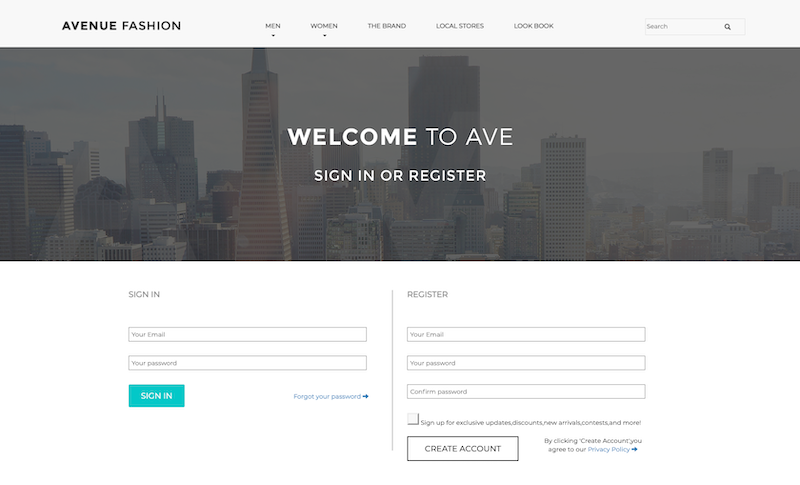 AVENUE FASHION
MEN
WOMEN
THE BRAND
LOCAL STORES
LOOK BOOK
Search
WELCOME TO AVE
SIGN IN OR REGISTER
SIGN IN
Your Email
Your password
SIGN IN
Forgot your password
REGISTER
Your Email
Your password
Confirm password
Sign up for exclusive updates,discounts,new arrivals,contests,and more!
CREATE ACCOUNT
By clicking 'Create Account',you
agree to our Privacy Policy